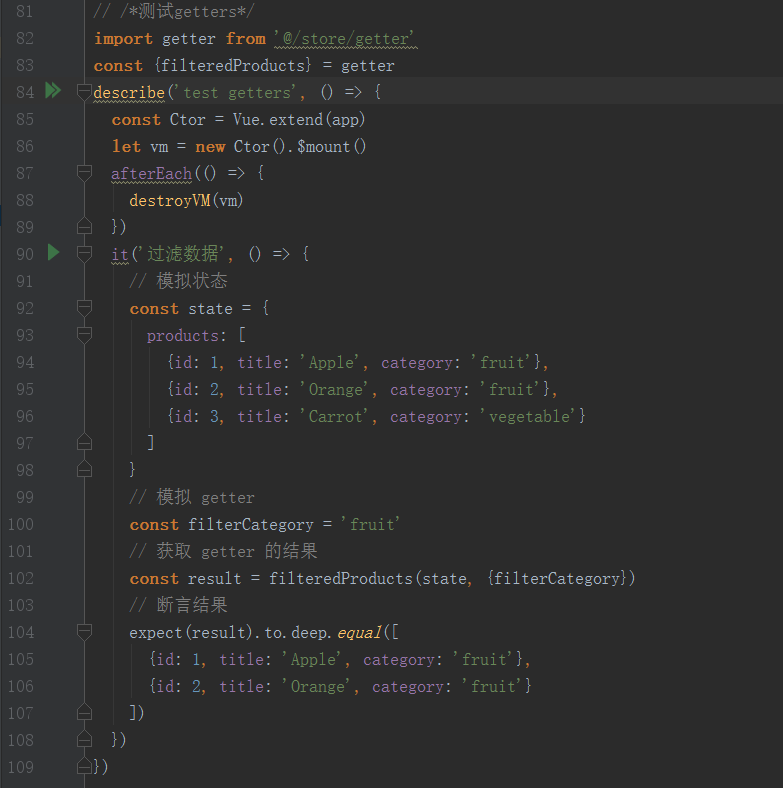 81 // /*测试getters*/
82 import getter from '@/store/getter'
83 const {filteredProducts} = getter
84 describe('test getters', () => {
85 const Ctor = Vue.extend(app)
86 let vm = new Ctor().$mount()
87 afterEach(() => {
88 destroyVM(vm)
89 })
90 it('过滤数据', () => {
91 // 模拟状态
92 const state = {
93 products: [
94 {id: 1, title: 'Apple', category: 'fruit'},
95 {id: 2, title: 'Orange', category: 'fruit'},
96 {id: 3, title: 'Carrot', category: 'vegetable'}
97 ]
98 }
99 // 模拟 getter
100 const filterCategory = 'fruit'
101 // 获取 getter 的结果
102 const result = filteredProducts(state, {filterCategory})
103 // 断言结果
104 expect(result).to.deep.equal([
105 {id: 1, title: 'Apple', category: 'fruit'},
106 {id: 2, title: 'Orange', category: 'fruit'}
107 ])
108 })
109 })